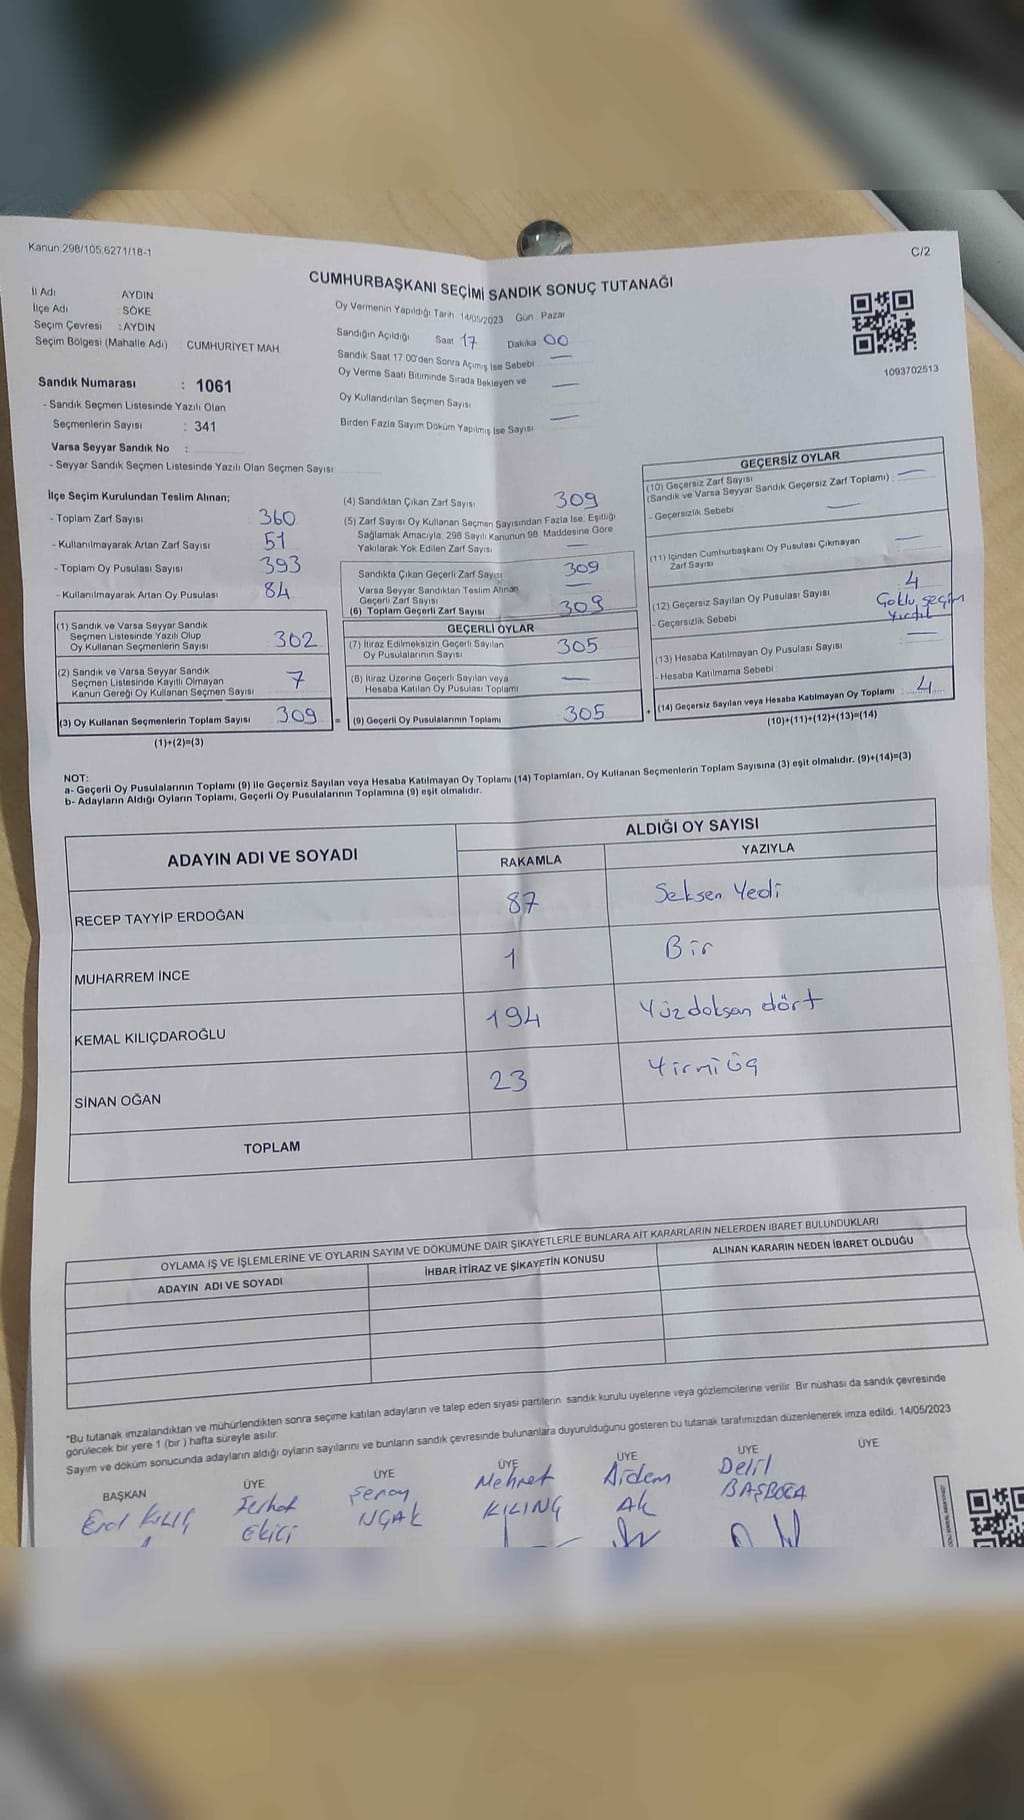 Kanun:298/105.6271/18-1
C/2
CUMHURBAŞKANI SEÇİMİ SANDIK SONUÇ TUTANAĞI
İl Adı : AYDIN
İlçe Adı : SÖKE
Seçim Çevresi : AYDIN
Seçim Bölgesi (Mahalle Adı) : CUMHURİYET MAH.
Oy Vermenin Yapıldığı Tarih 14/05/2023 Gün : Pazar
Sandığın Açıldığı Saat 17 Dakika 00
Sandık Saat 17.00'den Sonra Açımış İse Sebebi —
Oy Verme Saati Bitiminde Sırada Bekleyen ve —
Oy Kullandırılan Seçmen Sayısı
Birden Fazla Sayım Döküm Yapılmış İse Sayısı —
1093702513
Sandık Numarası : 1061
- Sandık Seçmen Listesinde Yazılı Olan
Seçmenlerin Sayısı : 341
Varsa Seyyar Sandık No :
- Seyyar Sandık Seçmen Listesinde Yazılı Olan Seçmen Sayısı
İlçe Seçim Kurulundan Teslim Alınan;
- Toplam Zarf Sayısı 360
- Kullanılmayarak Artan Zarf Sayısı 51
- Toplam Oy Pusulası Sayısı 393
- Kullanılmayarak Artan Oy Pusulası 84
(1) Sandık ve Varsa Seyyar Sandık
Seçmen Listesinde Yazılı Olup
Oy Kullanan Seçmenlerin Sayısı 302
(2) Sandık ve Varsa Seyyar Sandık
Seçmen Listesinde Kayıtlı Olmayan
Kanun Gereği Oy Kullanan Seçmen Sayısı 7
(3) Oy Kullanan Seçmenlerin Toplam Sayısı 309 =
(1)+(2)=(3)
(4) Sandıktan Çıkan Zarf Sayısı 309
(5) Zarf Sayısı Oy Kullanan Seçmen Sayısından Fazla İse, Eşitliği
Sağlamak Amacıyla, 298 Sayılı Kanunun 98. Maddesine Göre
Yakılarak Yok Edilen Zarf Sayısı —
Sandıkta Çıkan Geçerli Zarf Sayısı 309
Varsa Seyyar Sandıktan Teslim Alınan
Geçerli Zarf Sayısı —
(6) Toplam Geçerli Zarf Sayısı 309
GEÇERLİ OYLAR
(7) İtiraz Edilmeksizin Geçerli Sayılan
Oy Pusulalarının Sayısı 305
(8) İtiraz Üzerine Geçerli Sayılan veya
Hesaba Katılan Oy Pusulası Toplamı —
(9) Geçerli Oy Pusulalarının Toplamı 305 +
GEÇERSİZ OYLAR
(10) Geçersiz Zarf Sayısı
(Sandık ve Varsa Seyyar Sandık Geçersiz Zarf Toplamı) : —
- Geçersizlik Sebebi —
(11) İçinden Cumhurbaşkanı Oy Pusulası Çıkmayan
Zarf Sayısı —
(12) Geçersiz Sayılan Oy Pusulası Sayısı 4
- Geçersizlik Sebebi Çoklu seçim
Yırtık
(13) Hesaba Katılmayan Oy Pusulası Sayısı —
- Hesaba Katılmama Sebebi :
(14) Geçersiz Sayılan veya Hesaba Katılmayan Oy Toplamı : 4
(10)+(11)+(12)+(13)=(14)
NOT:
a- Geçerli Oy Pusulalarının Toplamı (9) ile Geçersiz Sayılan veya Hesaba Katılmayan Oy Toplamı (14) Toplamları, Oy Kullanan Seçmenlerin Toplam Sayısına (3) eşit olmalıdır. (9)+(14)=(3)
b- Adayların Aldığı Oyların Toplamı, Geçerli Oy Pusulalarının Toplamına (9) eşit olmalıdır.
ADAYIN ADI VE SOYADI
ALDIĞI OY SAYISI
RAKAMLA YAZIYLA
RECEP TAYYİP ERDOĞAN 87 Seksen Yedi
MUHARREM İNCE 1 Bir
KEMAL KILIÇDAROĞLU 194 Yüzdoksan dört
SİNAN OĞAN 23 Yirmi üç
TOPLAM
OYLAMA İŞ VE İŞLEMLERİNE VE OYLARIN SAYIM VE DÖKÜMÜNE DAİR ŞİKAYETLERLE BUNLARA AİT KARARLARIN NELERDEN İBARET BULUNDUKLARI
ADAYIN ADI VE SOYADI İHBAR İTİRAZ VE ŞİKAYETİN KONUSU ALINAN KARARIN NEDEN İBARET OLDUĞU
"Bu tutanak imzalandıktan ve mühürlendikten sonra seçime katılan adayların ve talep eden siyasi partilerin sandık kurulu üyelerine veya gözlemcilerine verilir. Bir nüshası da sandık çevresinde
görülecek bir yere 1 (bir ) hafta süreyle asılır.
Sayım ve döküm sonucunda adayların aldığı oyların sayılarını ve bunların sandık çevresinde bulunanlara duyurulduğunu gösteren bu tutanak tarafımızdan düzenlenerek imza edildi. 14/05/2023
BAŞKAN ÜYE ÜYE ÜYE ÜYE ÜYE ÜYE
Erol KILIÇ Ferhat Ekici Şenay UÇAK Mehmet KILINÇ Aidem AK Delil BAŞBOĞA